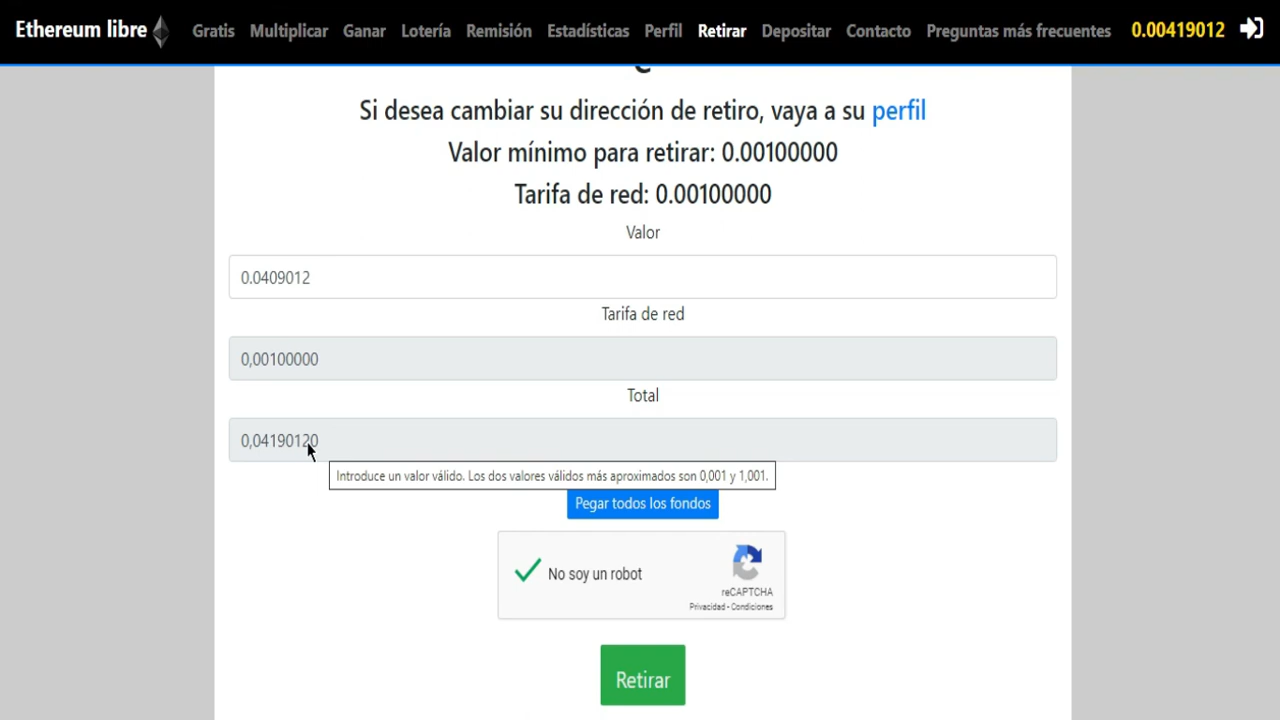 Ethereum libre Gratis Multiplicar Ganar Lotería Remisión Estadísticas Perfil Retirar Depositar Contacto Preguntas más frecuentes 0.00419012
Si desea cambiar su dirección de retiro, vaya a su perfil
Valor mínimo para retirar: 0.00100000
Tarifa de red: 0.00100000
Valor
0.0409012
Tarifa de red
0,00100000
Total
0,04190120
Introduce un valor válido. Los dos valores válidos más aproximados son 0,001 y 1,001.
Pegar todos los fondos
No soy un robot
reCAPTCHA
Privacidad - Condiciones
Retirar